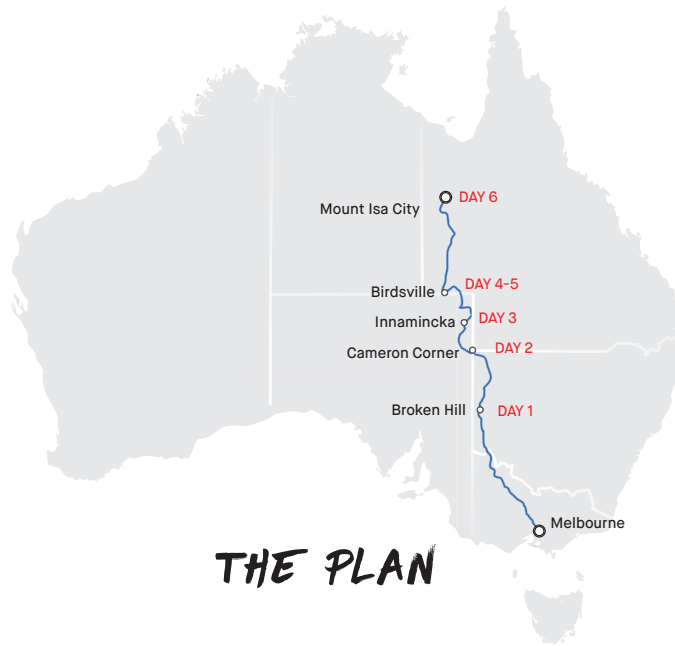 Mount Isa City
DAY 6
Birdsville
DAY 4-5
Innamincka
DAY 3
Cameron Corner
DAY 2
Broken Hill
DAY 1
Melbourne
THE PLAN